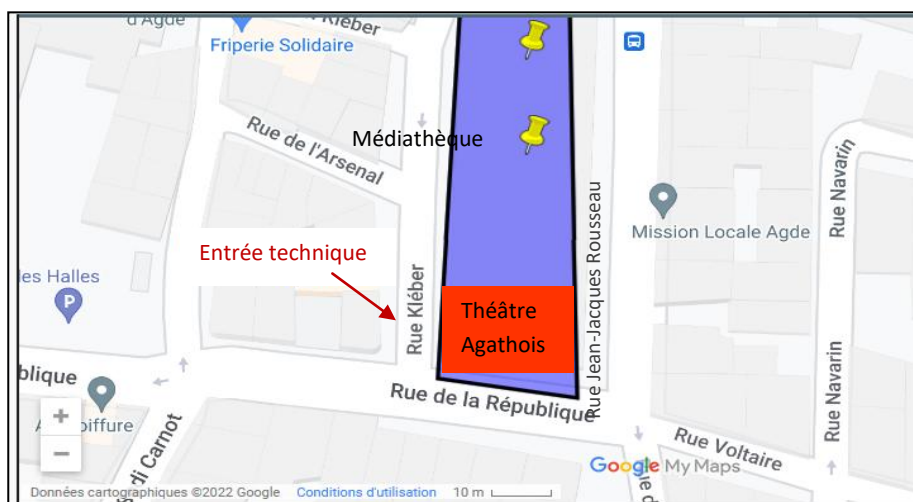 d'Agde
Kléber
Friperie Solidaire
Rue de l'Arsenal
Médiathèque
Rue Navarin
Mission Locale Agde
Entrée technique
Rue Jean-Jacques Rousseau
es Halles
P
Rue Kléber
Théâtre
Agathois
Rue Navarin
blique
Rue de la République
oiffure
di Carnot
Rue Voltaire
+
−
Google My Maps
Données cartographiques ©2022 Google
Conditions d'utilisation
10 m